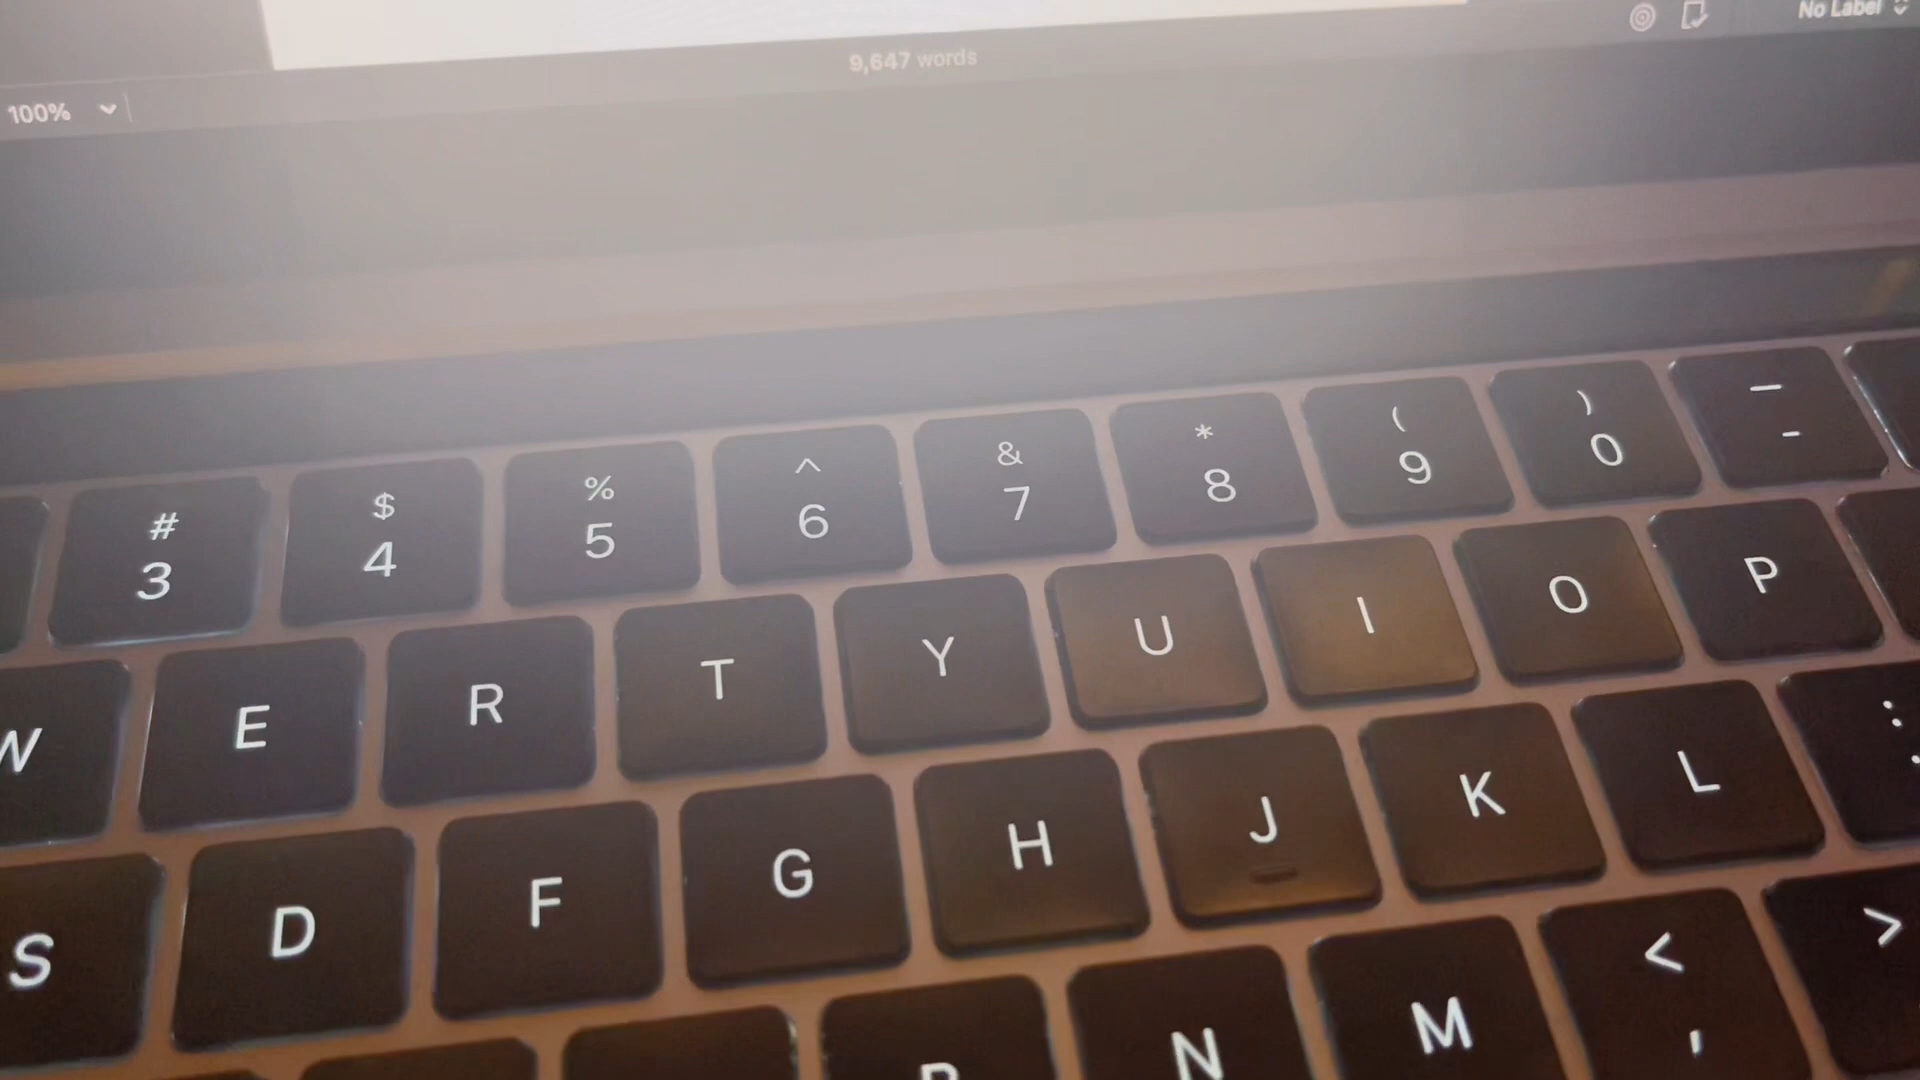 No Label
9,647 words
100%
# $ % ^ & * ( ) _
3 4 5 6 7 8 9 0 -
W E R T Y U I O P
S D F G H J K L :
N M < >
,